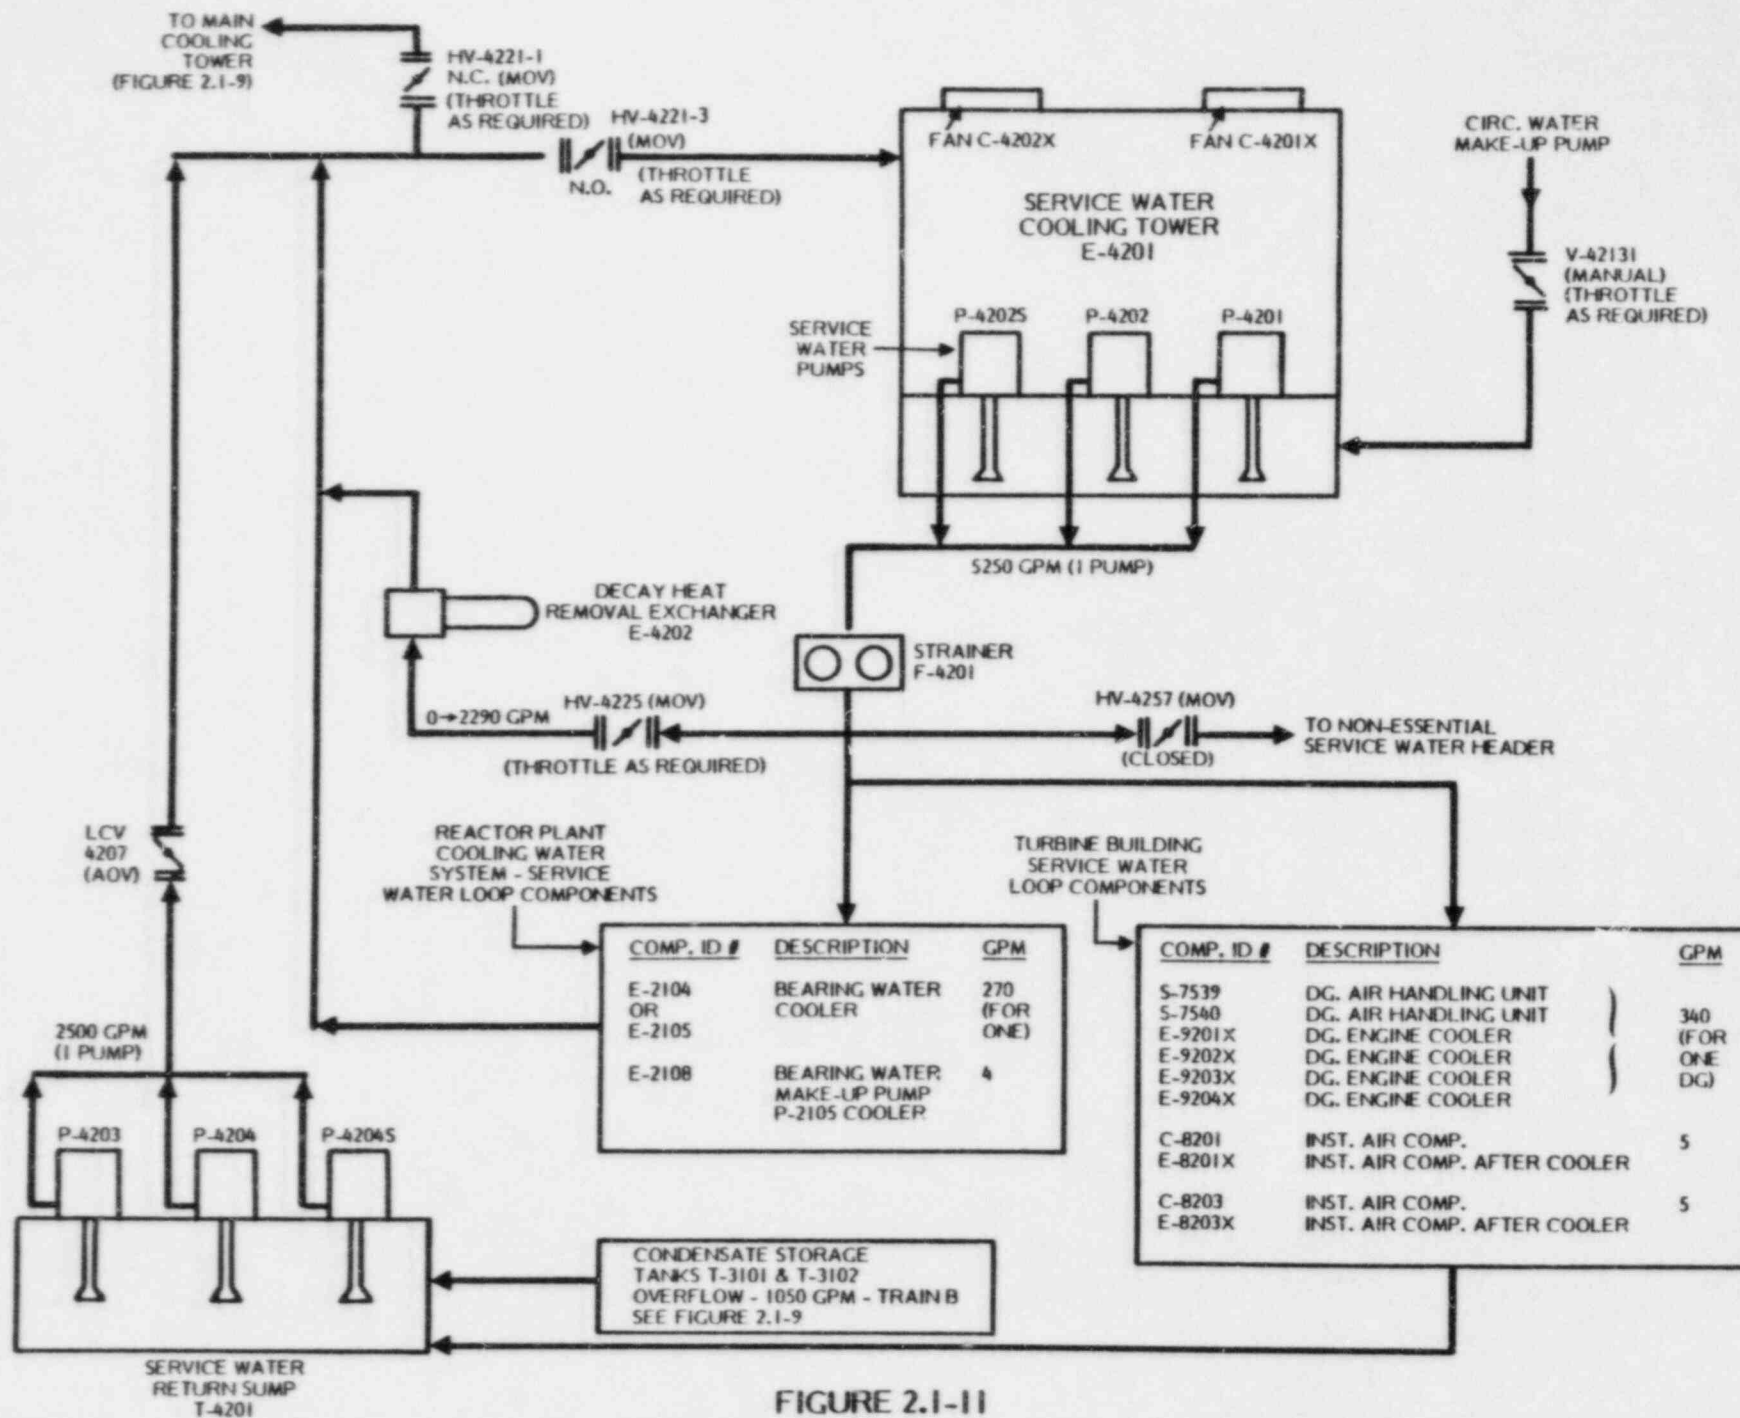 TO MAIN
COOLING
TOWER
(FIGURE 2.1-9)
HV-4221-1
N.C. (MOV)
(THROTTLE
AS REQUIRED)
HV-4221-3
(MOV)
N.O.
(THROTTLE
AS REQUIRED)
FAN C-4202X
FAN C-4201X
SERVICE WATER
COOLING TOWER
E-4201
CIRC. WATER
MAKE-UP PUMP
V-42131
(MANUAL)
(THROTTLE
AS REQUIRED)
SERVICE
WATER
PUMPS
P-4202S
P-4202
P-4201
5250 GPM (1 PUMP)
DECAY HEAT
REMOVAL EXCHANGER
E-4202
STRAINER
F-4201
0→2290 GPM
HV-4225 (MOV)
(THROTTLE AS REQUIRED)
HV-4257 (MOV)
(CLOSED)
TO NON-ESSENTIAL
SERVICE WATER HEADER
LCV
4207
(AOV)
REACTOR PLANT
COOLING WATER
SYSTEM - SERVICE
WATER LOOP COMPONENTS
TURBINE BUILDING
SERVICE WATER
LOOP COMPONENTS
COMP. ID # DESCRIPTION GPM
E-2104 BEARING WATER 270
OR COOLER (FOR
E-2105 ONE)
E-2108 BEARING WATER 4
MAKE-UP PUMP
P-2105 COOLER
COMP. ID # DESCRIPTION GPM
S-7539 DG. AIR HANDLING UNIT
S-7540 DG. AIR HANDLING UNIT 340
E-9201X DG. ENGINE COOLER (FOR
E-9202X DG. ENGINE COOLER ONE
E-9203X DG. ENGINE COOLER DG)
E-9204X DG. ENGINE COOLER
C-8201 INST. AIR COMP. 5
E-8201X INST. AIR COMP. AFTER COOLER
C-8203 INST. AIR COMP. 5
E-8203X INST. AIR COMP. AFTER COOLER
2500 GPM
(1 PUMP)
P-4203
P-4204
P-4204S
CONDENSATE STORAGE
TANKS T-3101 & T-3102
OVERFLOW - 1050 GPM - TRAIN B
SEE FIGURE 2.1-9
SERVICE WATER
RETURN SUMP
T-4201
FIGURE 2.1-11